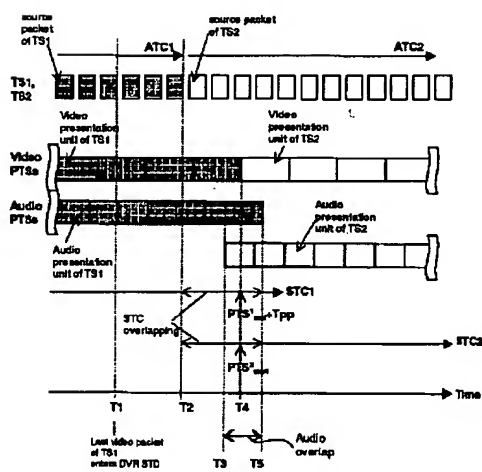 source
packet
of TS1
ATC1
source packet
of TS2
ATC2
TS1,
TS2
Video
presentation
unit of TS1
Video
presentation
unit of TS2
Video
PTSs
Audio
PTSs
Audio
presentation
unit of TS1
Audio
presentation
unit of TS2
STC1
STC
overlapping
PTS¹ +Tpp
STC2
PTS²
Time
T1
T2
T4
Last video packet
of TS1
enters DVR STD
T3
T5
Audio
overlap